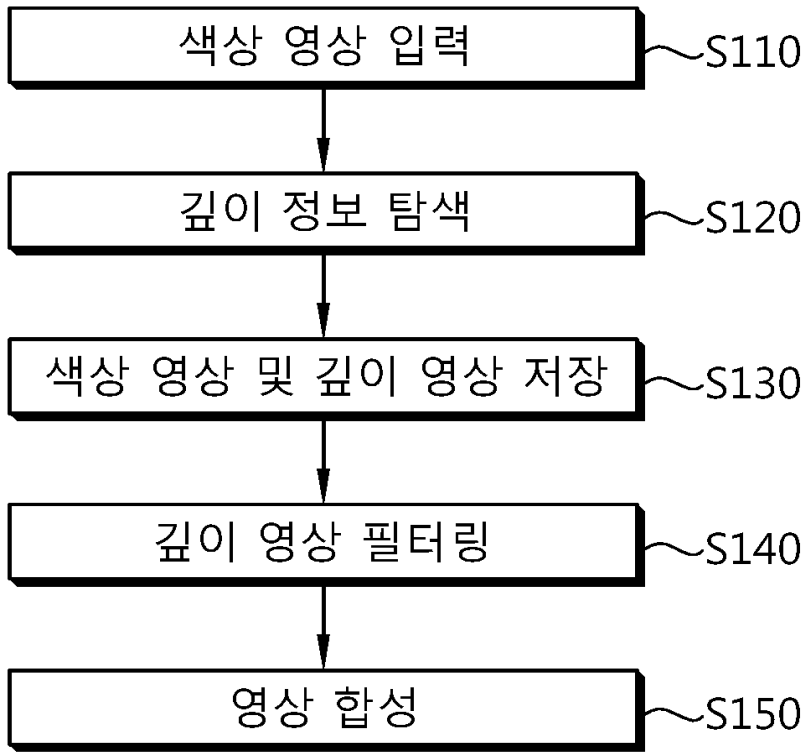 색상 영상 입력 S110
깊이 정보 탐색 S120
색상 영상 및 깊이 영상 저장 S130
깊이 영상 필터링 S140
영상 합성 S150